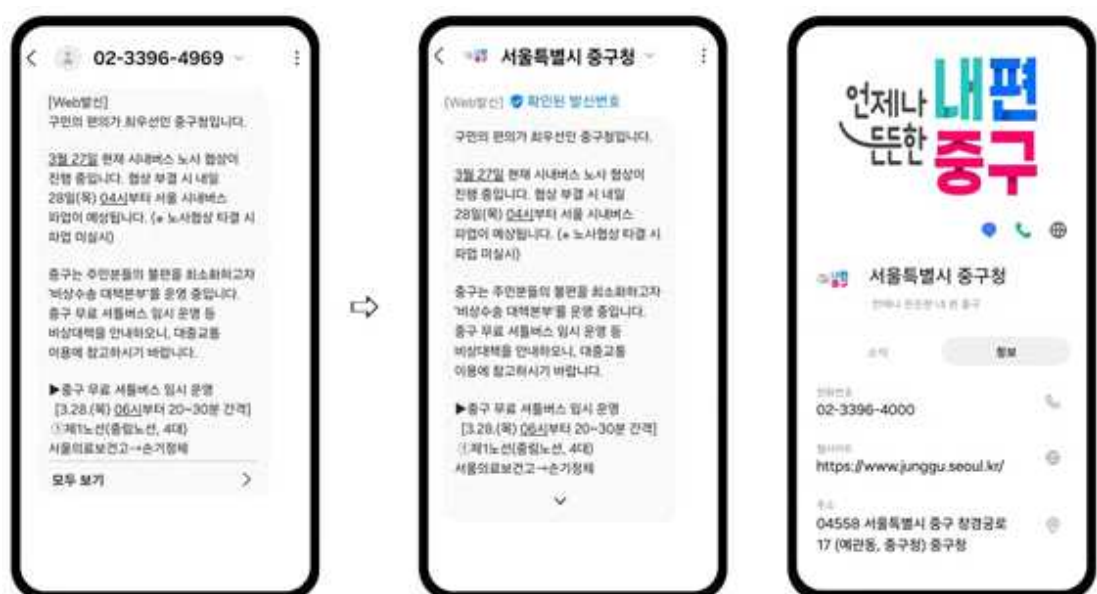 02-3396-4969
[Web발신]
구민의 편의가 최우선인 중구청입니다.
3월 27일 현재 시내버스 노사 협상이
진행 중입니다. 협상 부결 시 내일
28일(목) 04시부터 서울 시내버스
파업이 예상됩니다. (* 노사협상 타결 시
파업 미실시)
중구는 주민분들의 불편을 최소화하고자
'비상수송 대책본부'를 운영 중입니다.
중구 무료 셔틀버스 임시 운영 등
비상대책을 안내하오니, 대중교통
이용에 참고하시기 바랍니다.
▶중구 무료 셔틀버스 임시 운영
[3.28.(목) 06시부터 20~30분 간격]
①제1노선(중림노선, 4대)
서울의료보건고→손기정체
모두 보기
서울특별시 중구청
[Web발신] 확인된 발신번호
구민의 편의가 최우선인 중구청입니다.
3월 27일 현재 시내버스 노사 협상이
진행 중입니다. 협상 부결 시 내일
28일(목) 04시부터 서울 시내버스
파업이 예상됩니다. (* 노사협상 타결 시
파업 미실시)
중구는 주민분들의 불편을 최소화하고자
'비상수송 대책본부'를 운영 중입니다.
중구 무료 셔틀버스 임시 운영 등
비상대책을 안내하오니, 대중교통
이용에 참고하시기 바랍니다.
▶중구 무료 셔틀버스 임시 운영
[3.28.(목) 06시부터 20~30분 간격]
①제1노선(중림노선, 4대)
서울의료보건고→손기정체
언제나 내편
든든한 중구
서울특별시 중구청
언제나 든든한 내 편 중구
소식
정보
전화번호
02-3396-4000
웹사이트
https://www.junggu.seoul.kr/
주소
04558 서울특별시 중구 창경궁로
17 (예관동, 중구청) 중구청